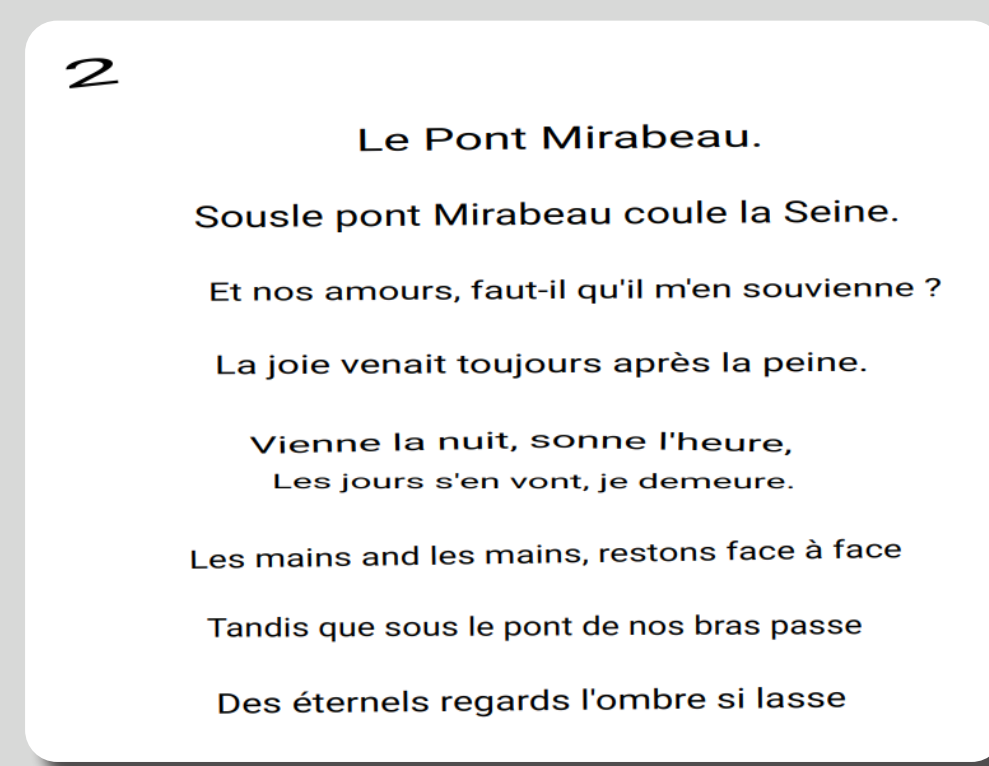 2
Le Pont Mirabeau.
Sousle pont Mirabeau coule la Seine.
Et nos amours, faut-il qu'il m'en souvienne ?
La joie venait toujours après la peine.
Vienne la nuit, sonne l'heure,
Les jours s'en vont, je demeure.
Les mains and les mains, restons face à face
Tandis que sous le pont de nos bras passe
Des éternels regards l'ombre si lasse